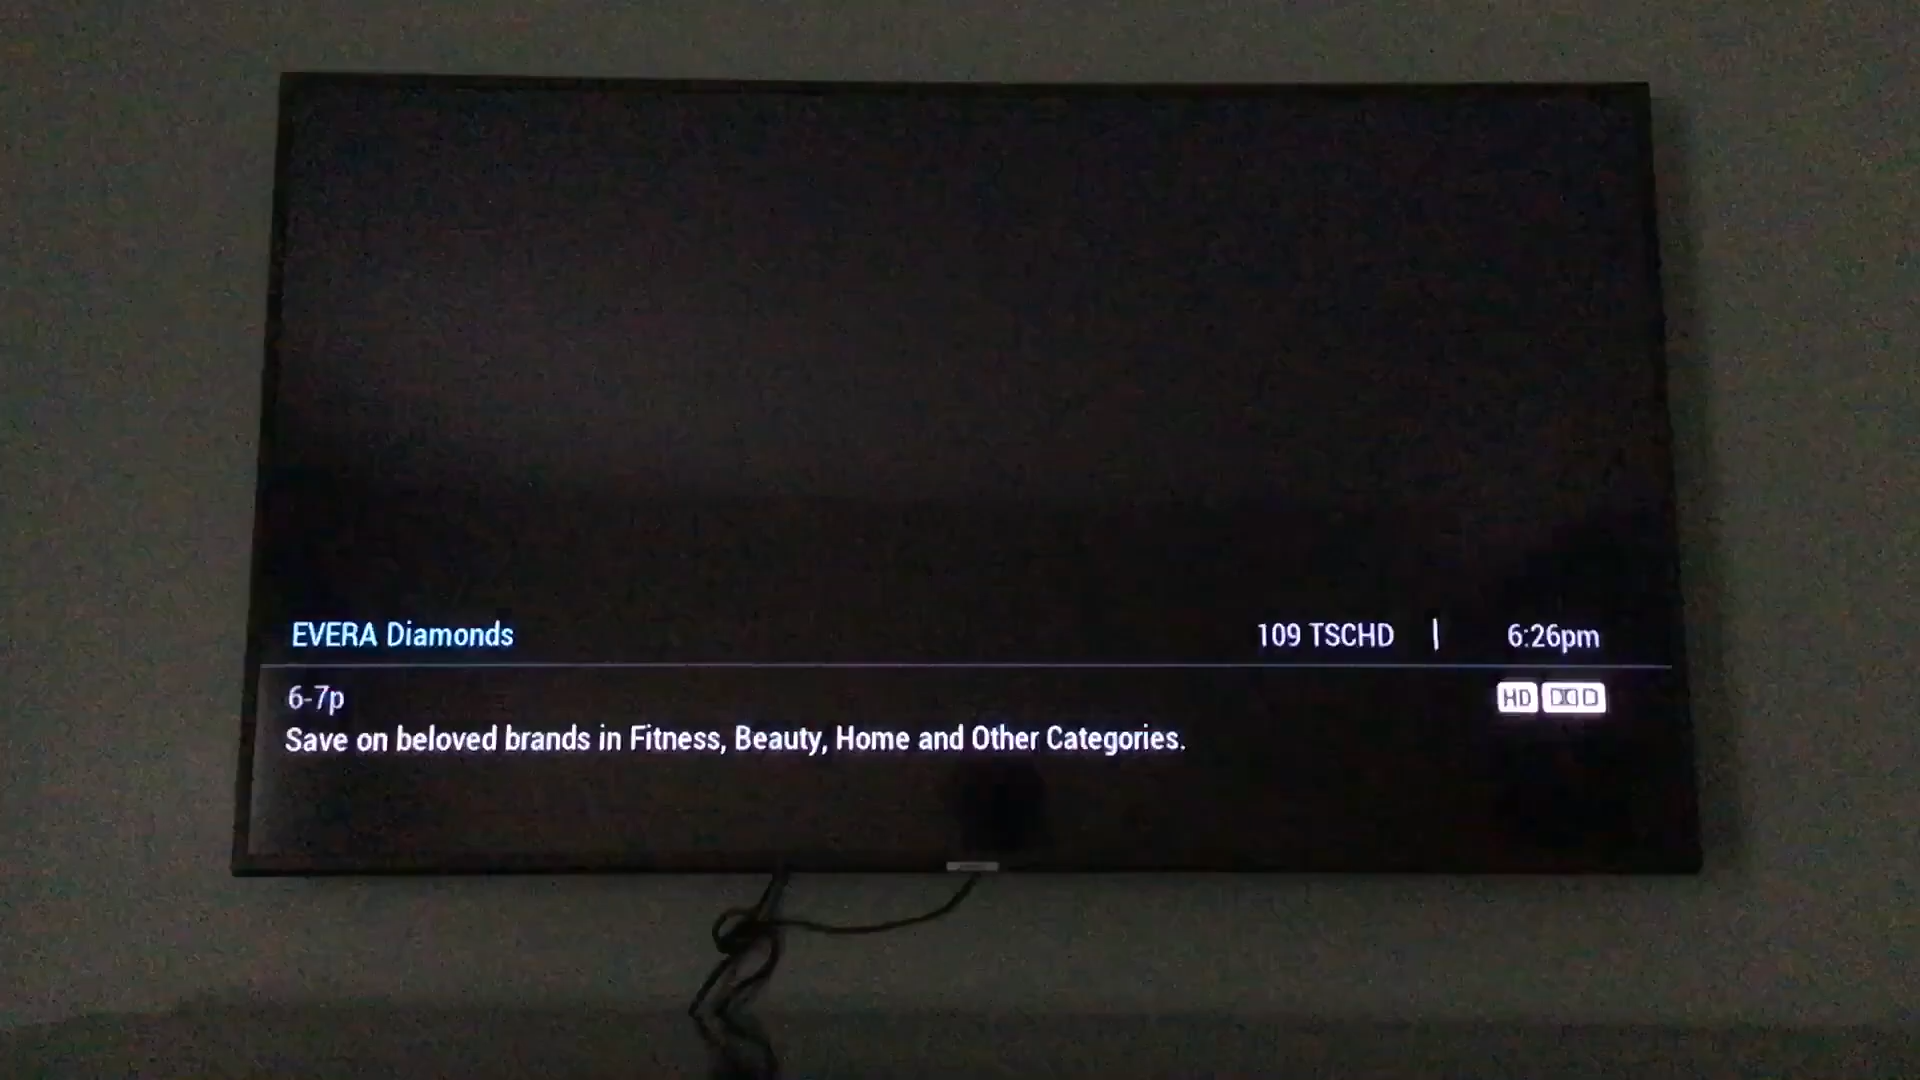 EVERA Diamonds 109 TSCHD | 6:26pm
6-7p HD
Save on beloved brands in Fitness, Beauty, Home and Other Categories.